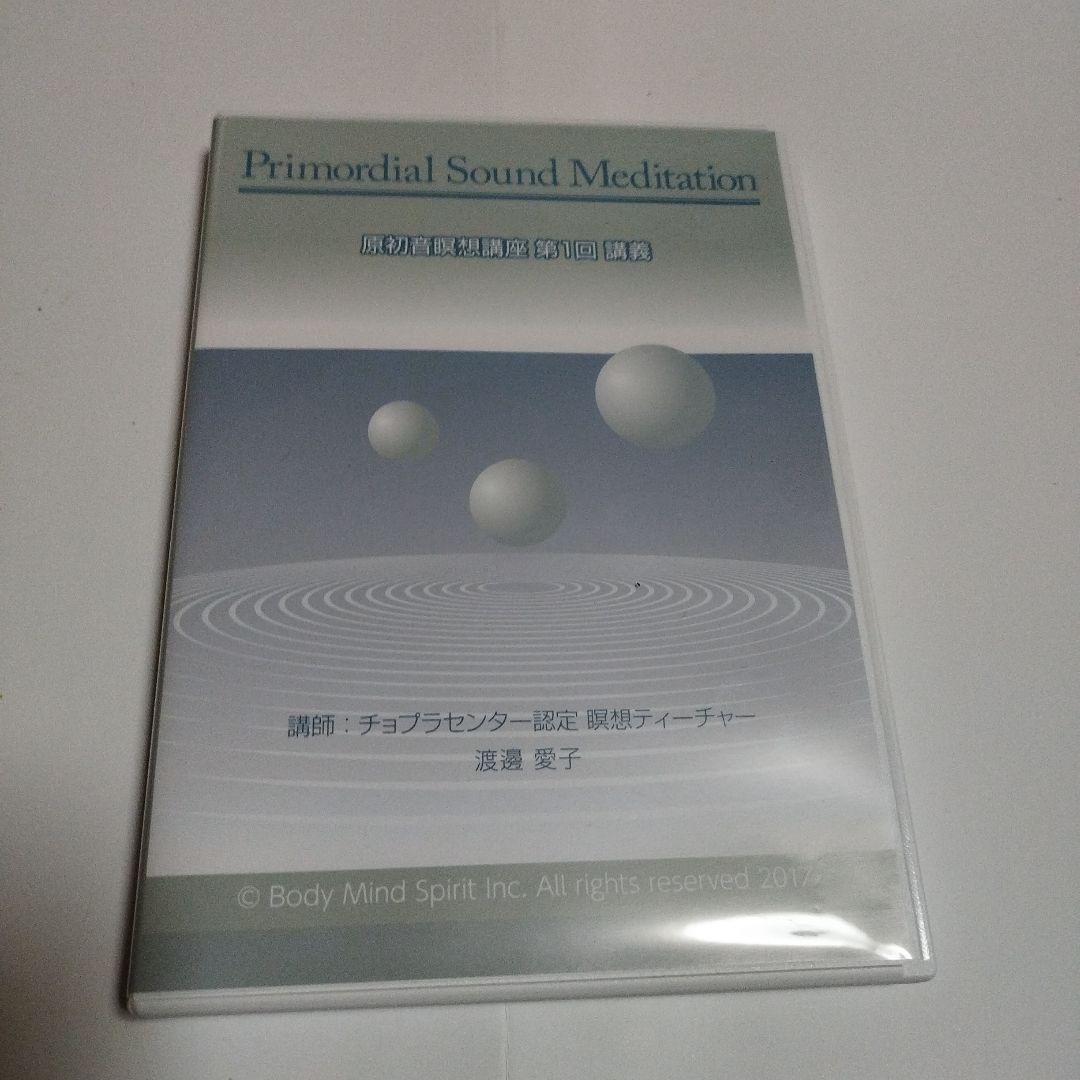 Primordial Sound Meditation
原初音瞑想講座 第1回 講義
講師：チョプラセンター認定 瞑想ティーチャー
渡邊 愛子
© Body Mind Spirit Inc. All rights reserved 2017